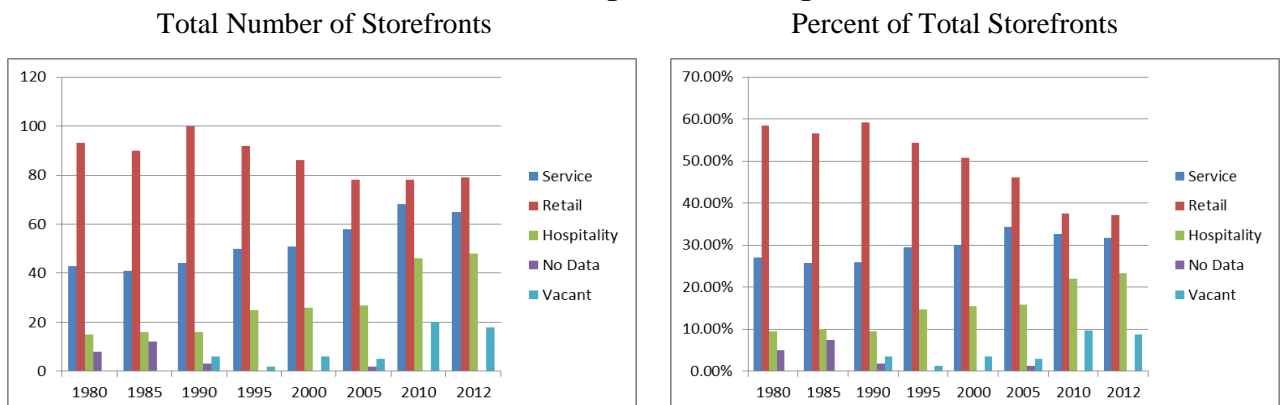 Total Number of Storefronts
120
100
80
60
40
20
0
1980 1985 1990 1995 2000 2005 2010 2012
Service
Retail
Hospitality
No Data
Vacant
Percent of Total Storefronts
70.00%
60.00%
50.00%
40.00%
30.00%
20.00%
10.00%
0.00%
1980 1985 1990 1995 2000 2005 2010 2012
Service
Retail
Hospitality
No Data
Vacant